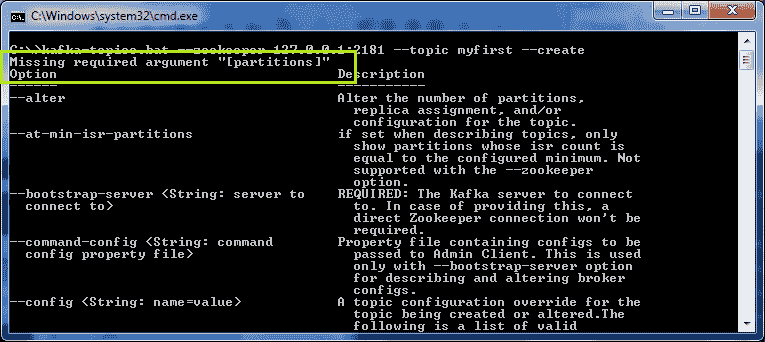 C:\Windows\system32\cmd.exe
C:\>kafka-topics.bat --zookeeper 127.0.0.1:2181 --topic myfirst --create
Missing required argument "[partitions]"
Option Description
------ -----------
--alter Alter the number of partitions,
replica assignment, and/or
configuration for the topic.
--at-min-isr-partitions if set when describing topics, only
show partitions whose isr count is
equal to the configured minimum. Not
supported with the --zookeeper
option.
--bootstrap-server <String: server to REQUIRED: The Kafka server to connect
connect to> to. In case of providing this, a
direct Zookeeper connection won't be
required.
--command-config <String: command Property file containing configs to be
config property file> passed to Admin Client. This is used
only with --bootstrap-server option
for describing and altering broker
configs.
--config <String: name=value> A topic configuration override for the
topic being created or altered.The
following is a list of valid